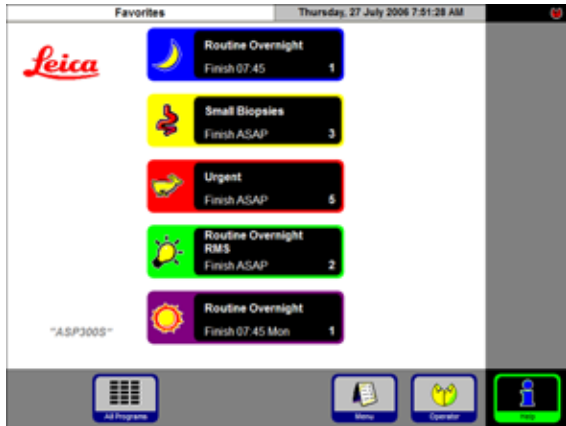 Favorites
Thursday, 27 July 2006 7:51:28 AM
Leica
Routine Overnight
Finish 07:45 1
Small Biopsies
Finish ASAP 3
Urgent
Finish ASAP 5
Routine Overnight
RMS
Finish ASAP 2
Routine Overnight
Finish 07:45 Mon 1
"ASP300S"
All Programs
Menu
Operator
Help